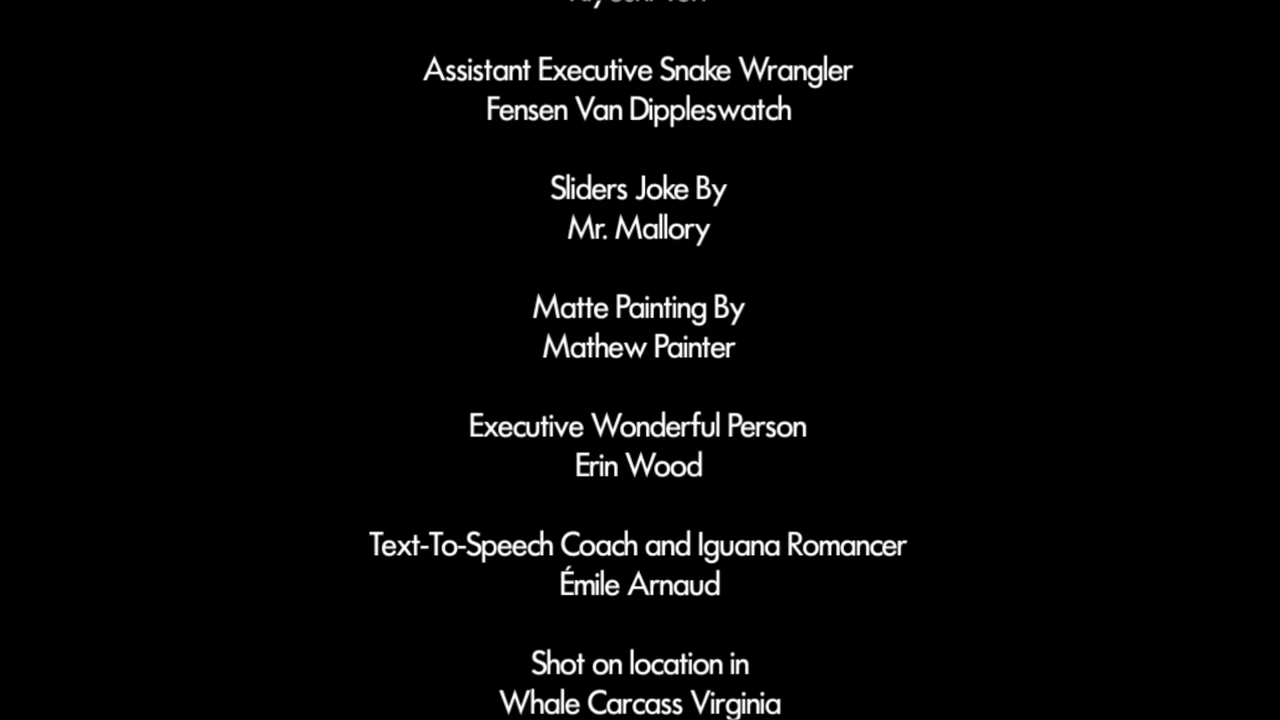 Assistant Executive Snake Wrangler
Fensen Van Dippleswatch
Sliders Joke By
Mr. Mallory
Matte Painting By
Mathew Painter
Executive Wonderful Person
Erin Wood
Text-To-Speech Coach and Iguana Romancer
Émile Arnaud
Shot on location in
Whale Carcass Virginia